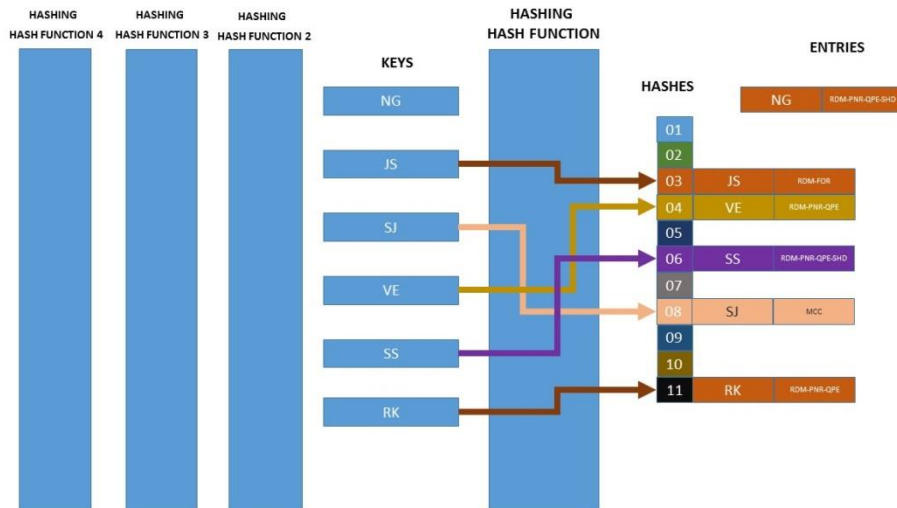 HASHING
HASH FUNCTION 4
HASHING
HASH FUNCTION 3
HASHING
HASH FUNCTION 2
HASHING
HASH FUNCTION
KEYS
NG
JS
SJ
VE
SS
RK
HASHES
ENTRIES
NG RDM-PNR-QPE-SHD
01
02
03 JS RDM-FOR
04 VE RDM-PNR-QPE
05
06 SS RDM-PNR-QPE-SHD
07
08 SJ MCC
09
10
11 RK RDM-PNR-QPE